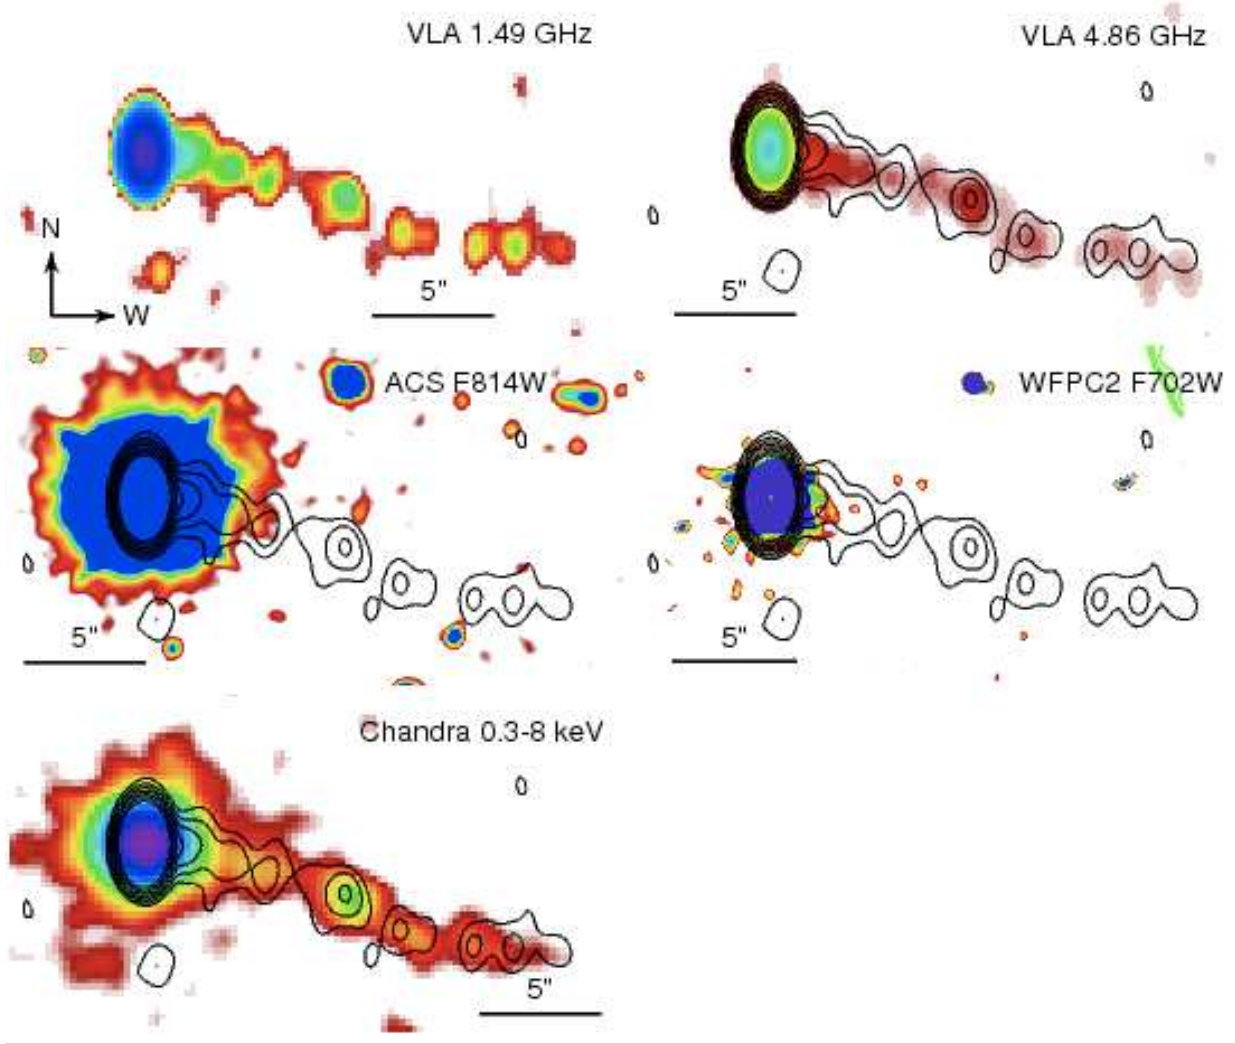 VLA 1.49 GHz
VLA 4.86 GHz
N
W
5"
5"
ACS F814W
WFPC2 F702W
5"
5"
Chandra 0.3-8 keV
5"